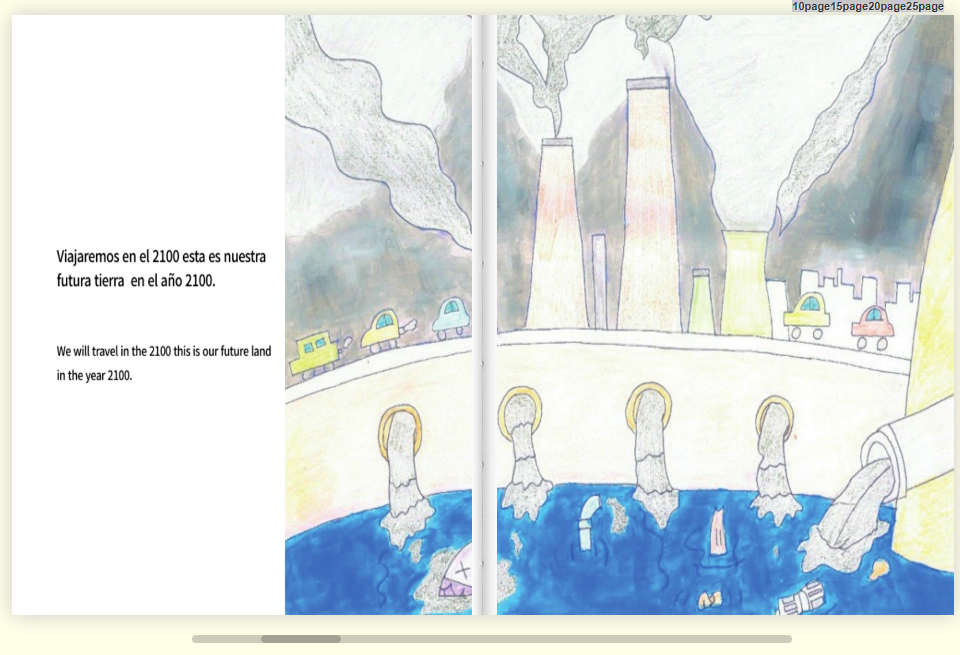 10page15page20page25page
Viajaremos en el 2100 esta es nuestra
futura tierra  en el año 2100.
We will travel in the 2100 this is our future land
in the year 2100.